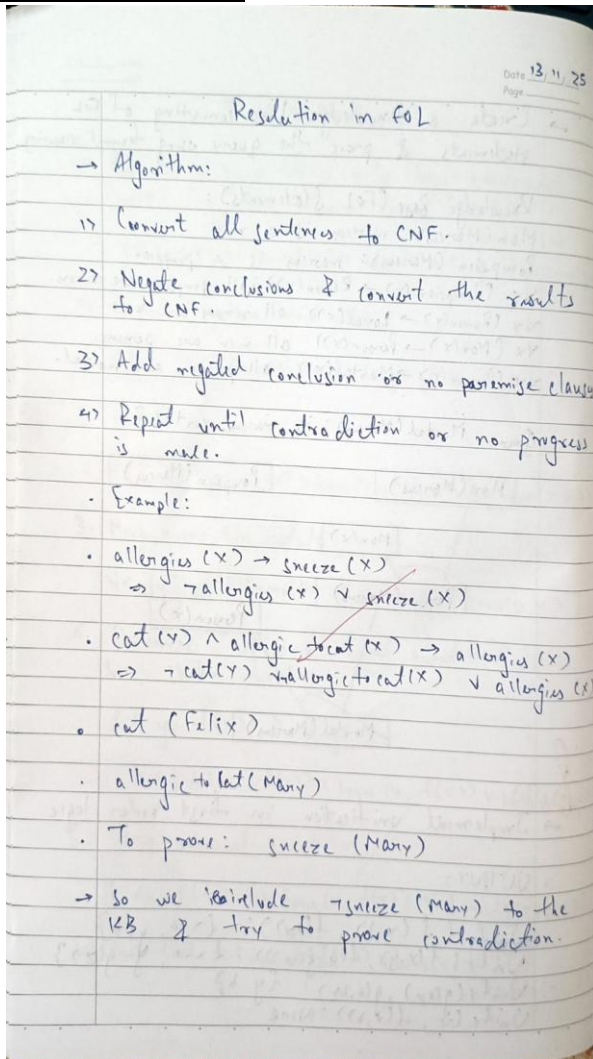 Date 13/11/25
Page
Resolution in FOL
→ Algorithm:
1) Convert all sentences to CNF.
2) Negate conclusions & convert the results
to CNF.
3) Add negated conclusion or no paremise clauses
4) Repeat until contradiction or no progress
is made.
• Example:
• allergies (X) → sneeze (X)
⇒ ¬allergies (x) ∨ sneeze (X)
• cat (Y) ∧ allergic to cat (X) → allergies (X)
⇒ ¬cat(Y) ∨¬allergic to cat(X) ∨ allergies (X)
• cat (Felix)
• allergic to cat (Mary)
• To prove: sneeze (Mary)
→ So we include ¬sneeze (Mary) to the
KB & try to prove contradiction.